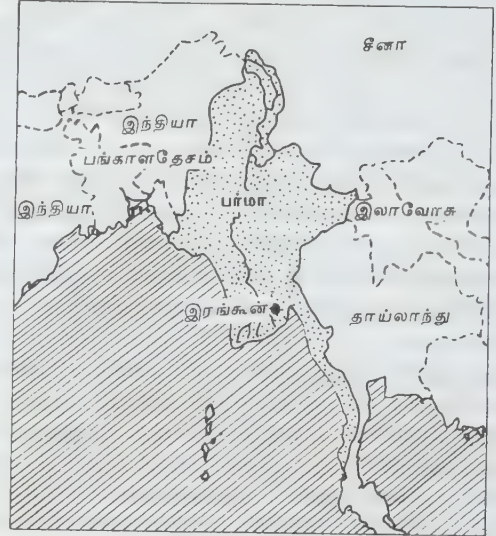 சீனா
இந்தியா
பங்காளதேசம்
பர்மா
இந்தியா
இலாவோசு
இரங்கூன்
தாய்லாந்து